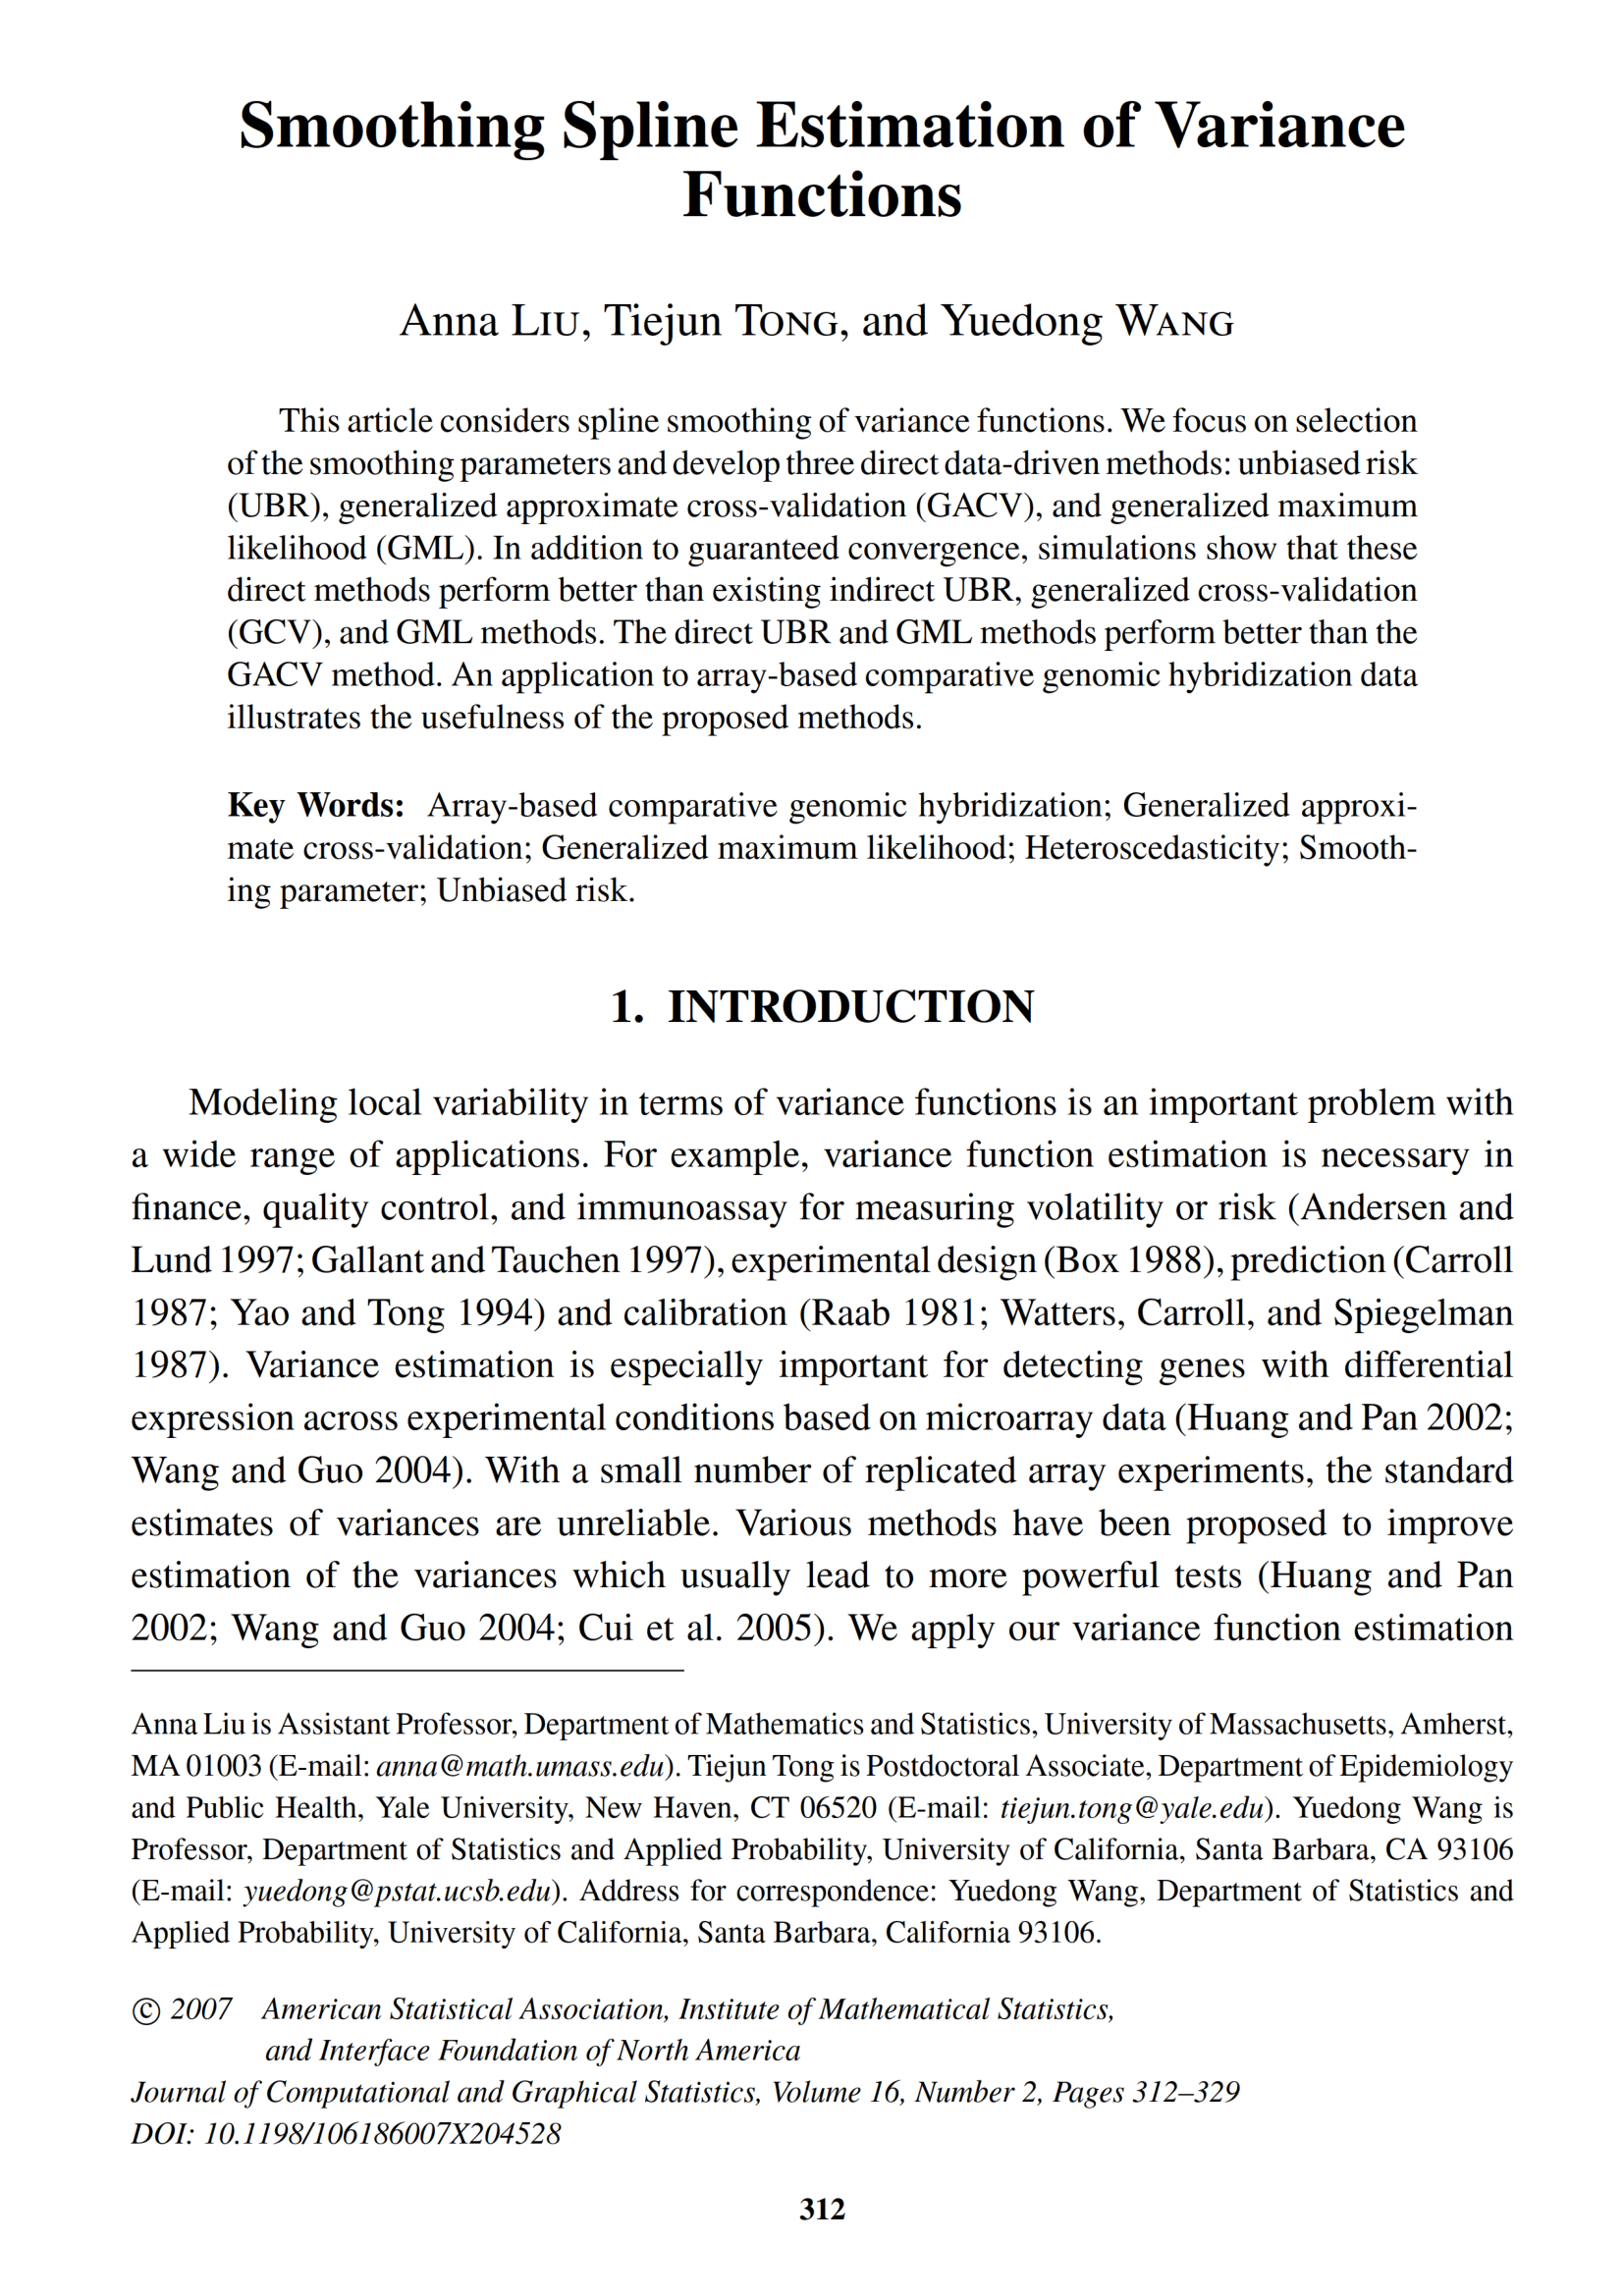 Smoothing Spline Estimation of Variance
Functions
Anna LIU, Tiejun TONG, and Yuedong WANG
This article considers spline smoothing of variance functions. We focus on selection
of the smoothing parameters and develop three direct data-driven methods: unbiased risk
(UBR), generalized approximate cross-validation (GACV), and generalized maximum
likelihood (GML). In addition to guaranteed convergence, simulations show that these
direct methods perform better than existing indirect UBR, generalized cross-validation
(GCV), and GML methods. The direct UBR and GML methods perform better than the
GACV method. An application to array-based comparative genomic hybridization data
illustrates the usefulness of the proposed methods.
Key Words: Array-based comparative genomic hybridization; Generalized approxi-
mate cross-validation; Generalized maximum likelihood; Heteroscedasticity; Smooth-
ing parameter; Unbiased risk.
1. INTRODUCTION
Modeling local variability in terms of variance functions is an important problem with
a wide range of applications. For example, variance function estimation is necessary in
finance, quality control, and immunoassay for measuring volatility or risk (Andersen and
Lund 1997; Gallant and Tauchen 1997), experimental design (Box 1988), prediction (Carroll
1987; Yao and Tong 1994) and calibration (Raab 1981; Watters, Carroll, and Spiegelman
1987). Variance estimation is especially important for detecting genes with differential
expression across experimental conditions based on microarray data (Huang and Pan 2002;
Wang and Guo 2004). With a small number of replicated array experiments, the standard
estimates of variances are unreliable. Various methods have been proposed to improve
estimation of the variances which usually lead to more powerful tests (Huang and Pan
2002; Wang and Guo 2004; Cui et al. 2005). We apply our variance function estimation
Anna Liu is Assistant Professor, Department of Mathematics and Statistics, University of Massachusetts, Amherst,
MA 01003 (E-mail: anna@math.umass.edu). Tiejun Tong is Postdoctoral Associate, Department of Epidemiology
and Public Health, Yale University, New Haven, CT 06520 (E-mail: tiejun.tong@yale.edu). Yuedong Wang is
Professor, Department of Statistics and Applied Probability, University of California, Santa Barbara, CA 93106
(E-mail: yuedong@pstat.ucsb.edu). Address for correspondence: Yuedong Wang, Department of Statistics and
Applied Probability, University of California, Santa Barbara, California 93106.
© 2007 American Statistical Association, Institute of Mathematical Statistics,
and Interface Foundation of North America
Journal of Computational and Graphical Statistics, Volume 16, Number 2, Pages 312–329
DOI: 10.1198/106186007X204528
312